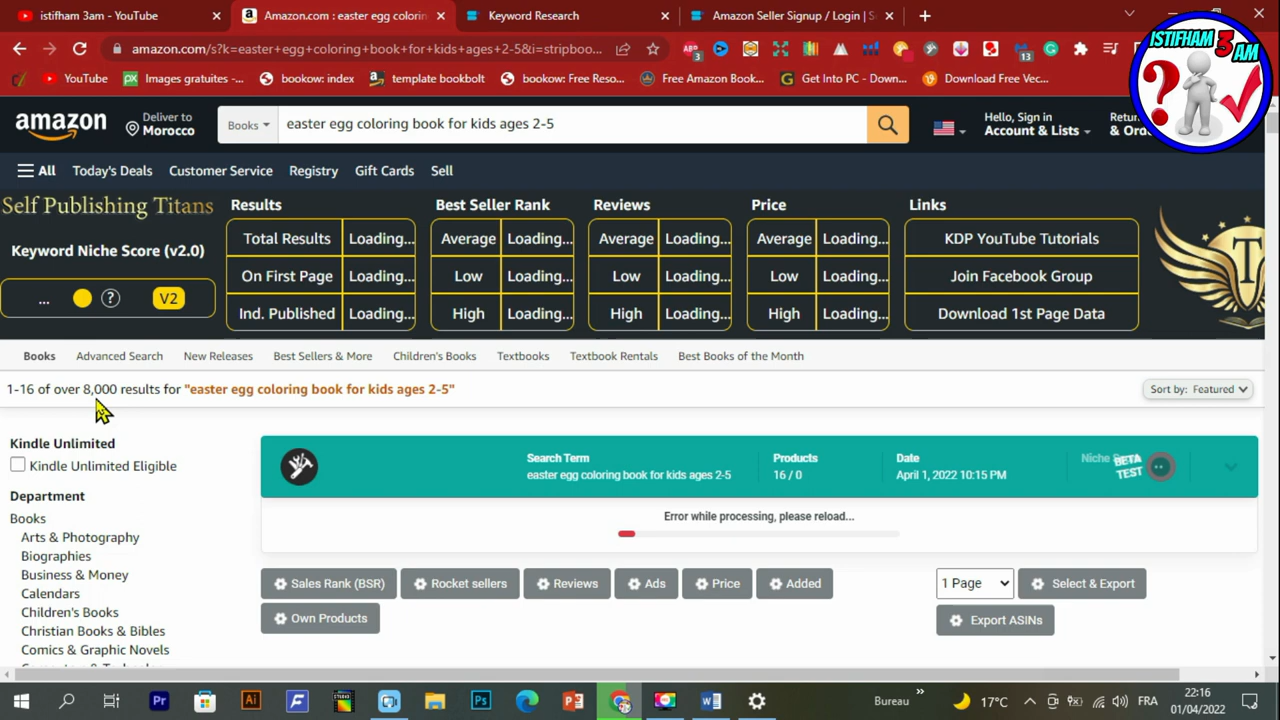 istifham 3am - YouTube
Amazon.com : easter egg colorin
Keyword Research
Amazon Seller Signup / Login | S
amazon.com/s?k=easter+egg+coloring+book+for+kids+ages+2-5&i=stripboo...
13
YouTube
Images gratuites -...
bookow: index
template bookbolt
bookow: Free Reso...
Free Amazon Book...
Get Into PC - Down...
Download Free Vec...
ISTIFHAM 3 AM
amazon
Deliver to
Morocco
Books
easter egg coloring book for kids ages 2-5
Hello, Sign in
Account & Lists
Retur
& Or
All
Today's Deals
Customer Service
Registry
Gift Cards
Sell
Self Publishing Titans
Keyword Niche Score (v2.0)
...
?
V2
Results
Total Results Loading...
On First Page Loading...
Ind. Published Loading...
Best Seller Rank
Average Loading...
Low Loading...
High Loading...
Reviews
Average Loading...
Low Loading...
High Loading...
Price
Average Loading...
Low Loading...
High Loading...
Links
KDP YouTube Tutorials
Join Facebook Group
Download 1st Page Data
Books
Advanced Search
New Releases
Best Sellers & More
Children's Books
Textbooks
Textbook Rentals
Best Books of the Month
1-16 of over 8,000 results for "easter egg coloring book for kids ages 2-5"
Sort by: Featured
Kindle Unlimited
Kindle Unlimited Eligible
Department
Books
Arts & Photography
Biographies
Business & Money
Calendars
Children's Books
Christian Books & Bibles
Comics & Graphic Novels
Search Term
easter egg coloring book for kids ages 2-5
Products
16 / 0
Date
April 1, 2022 10:15 PM
BETA
TEST
Error while processing, please reload...
Sales Rank (BSR)
Rocket sellers
Reviews
Ads
Price
Added
Own Products
1 Page
Select & Export
Export ASINs
Bureau
17°C
FRA
22:16
01/04/2022